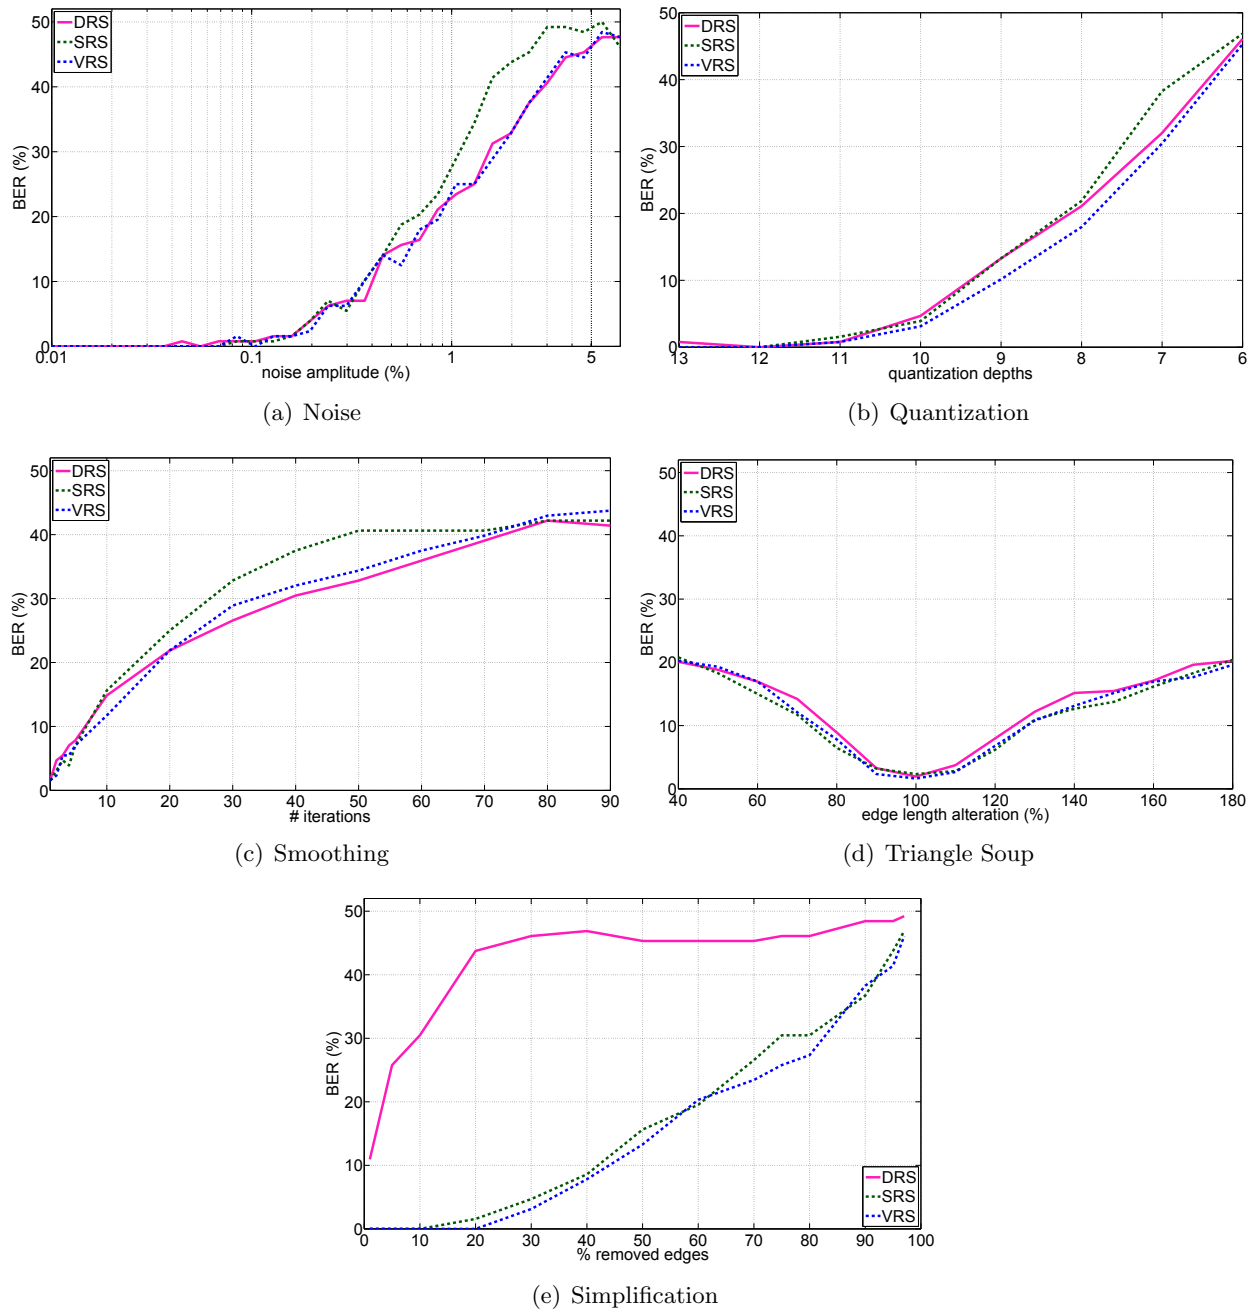 50
40
30
20
10
0
BER (%)
DRS
SRS
VRS
0.01 0.1 1 5
noise amplitude (%)
(a) Noise
50
40
30
20
10
0
BER (%)
DRS
SRS
VRS
13 12 11 10 9 8 7 6
quantization depths
(b) Quantization
50
40
30
20
10
0
BER (%)
DRS
SRS
VRS
10 20 30 40 50 60 70 80 90
# iterations
(c) Smoothing
50
40
30
20
10
0
BER (%)
DRS
SRS
VRS
40 60 80 100 120 140 160 180
edge length alteration (%)
(d) Triangle Soup
50
40
30
20
10
0
BER (%)
DRS
SRS
VRS
0 10 20 30 40 50 60 70 80 90 100
% removed edges
(e) Simplification